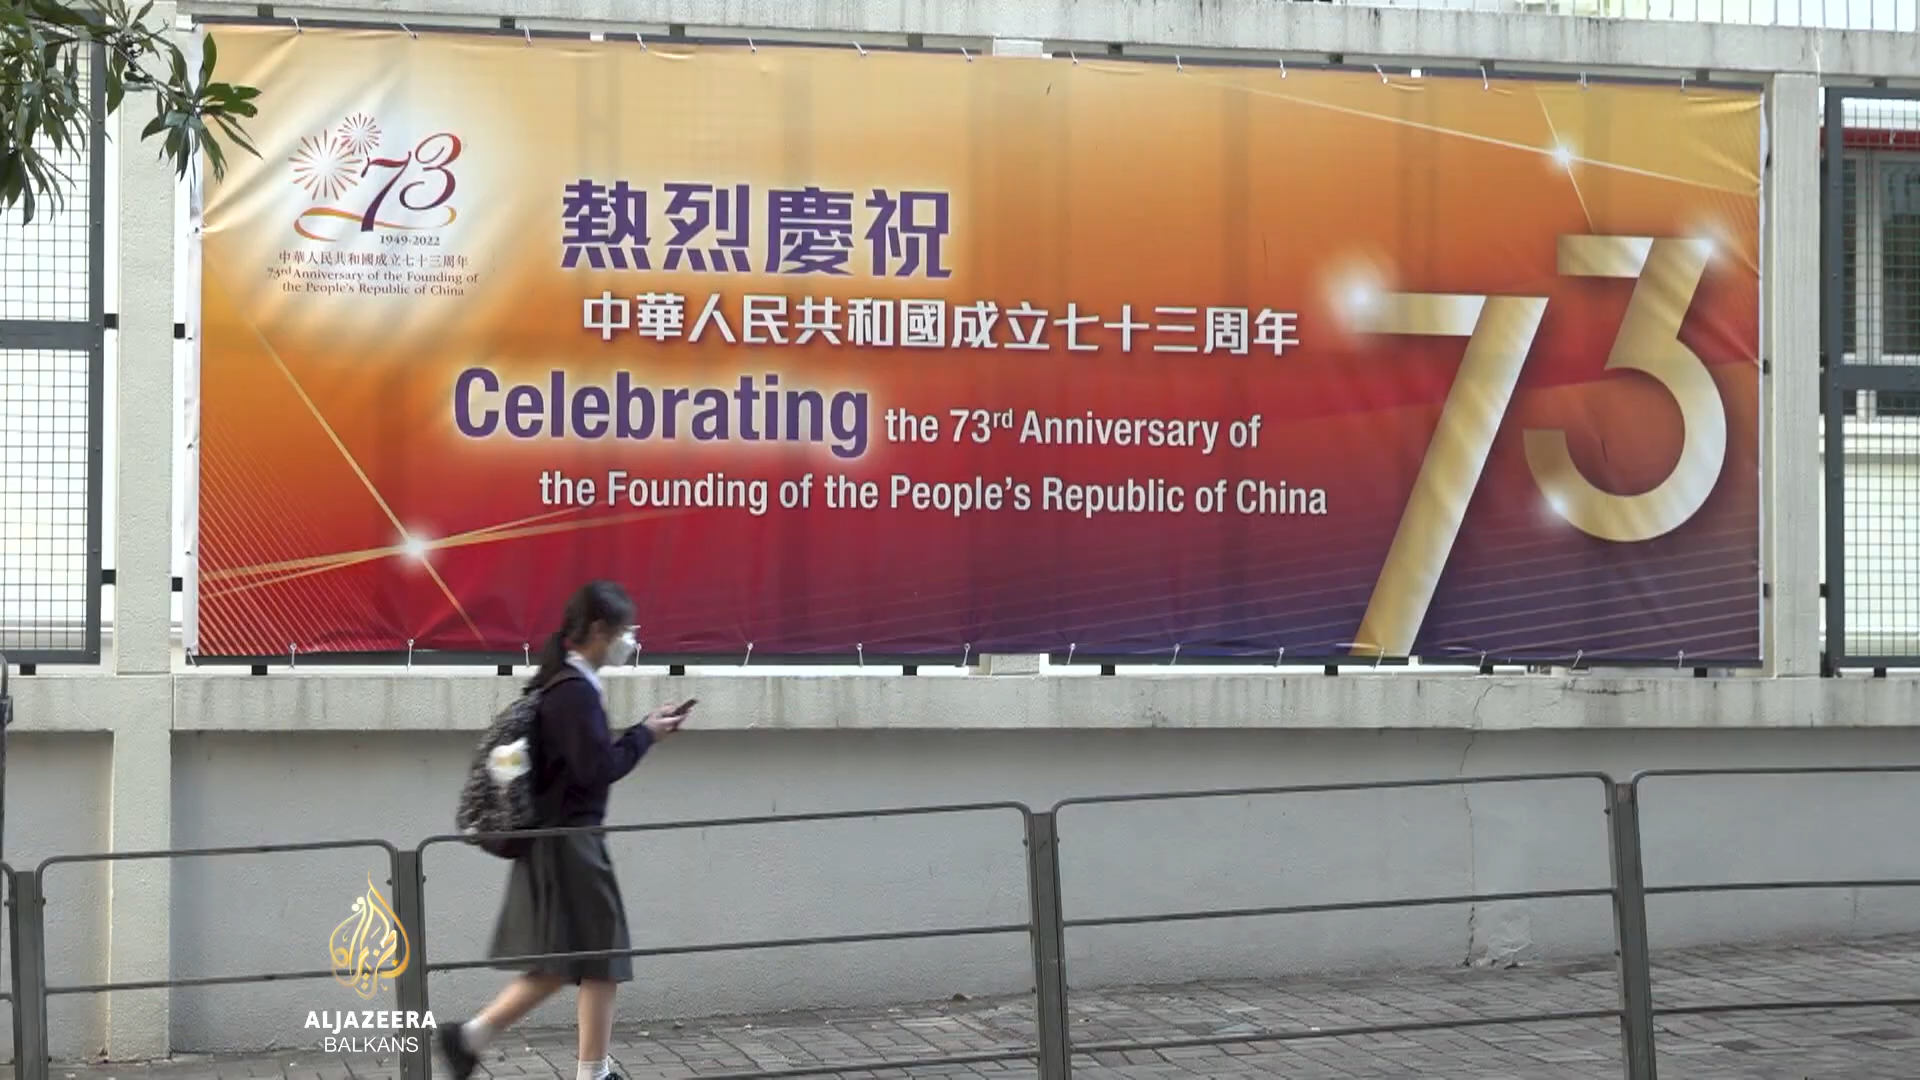 73
1949-2022
中華人民共和國成立七十三周年
73rd Anniversary of the Founding of
the People's Republic of China
熱烈慶祝
中華人民共和國成立七十三周年
Celebrating the 73rd Anniversary of
the Founding of the People's Republic of China
73
ALJAZEERA
BALKANS